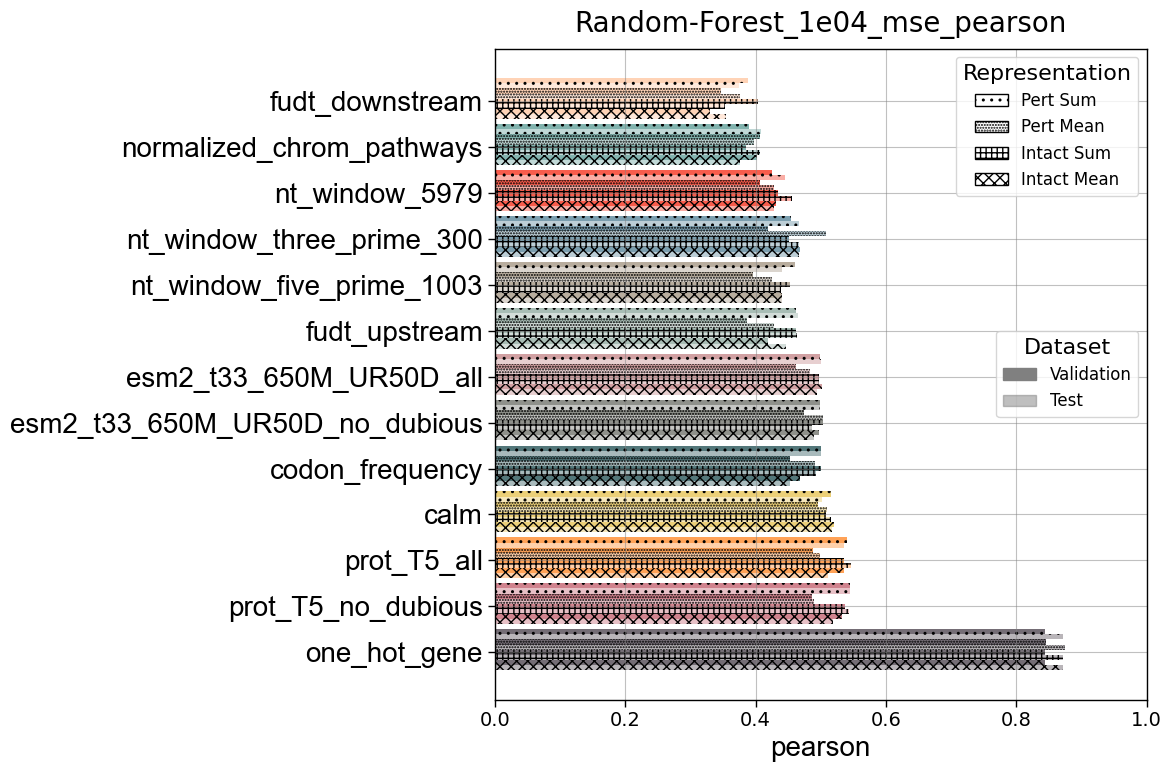 Random-Forest_1e04_mse_pearson
Representation
Pert Sum
Pert Mean
Intact Sum
Intact Mean
Dataset
Validation
Test
fudt_downstream
normalized_chrom_pathways
nt_window_5979
nt_window_three_prime_300
nt_window_five_prime_1003
fudt_upstream
esm2_t33_650M_UR50D_all
esm2_t33_650M_UR50D_no_dubious
codon_frequency
calm
prot_T5_all
prot_T5_no_dubious
one_hot_gene
0.0 0.2 0.4 0.6 0.8 1.0
pearson